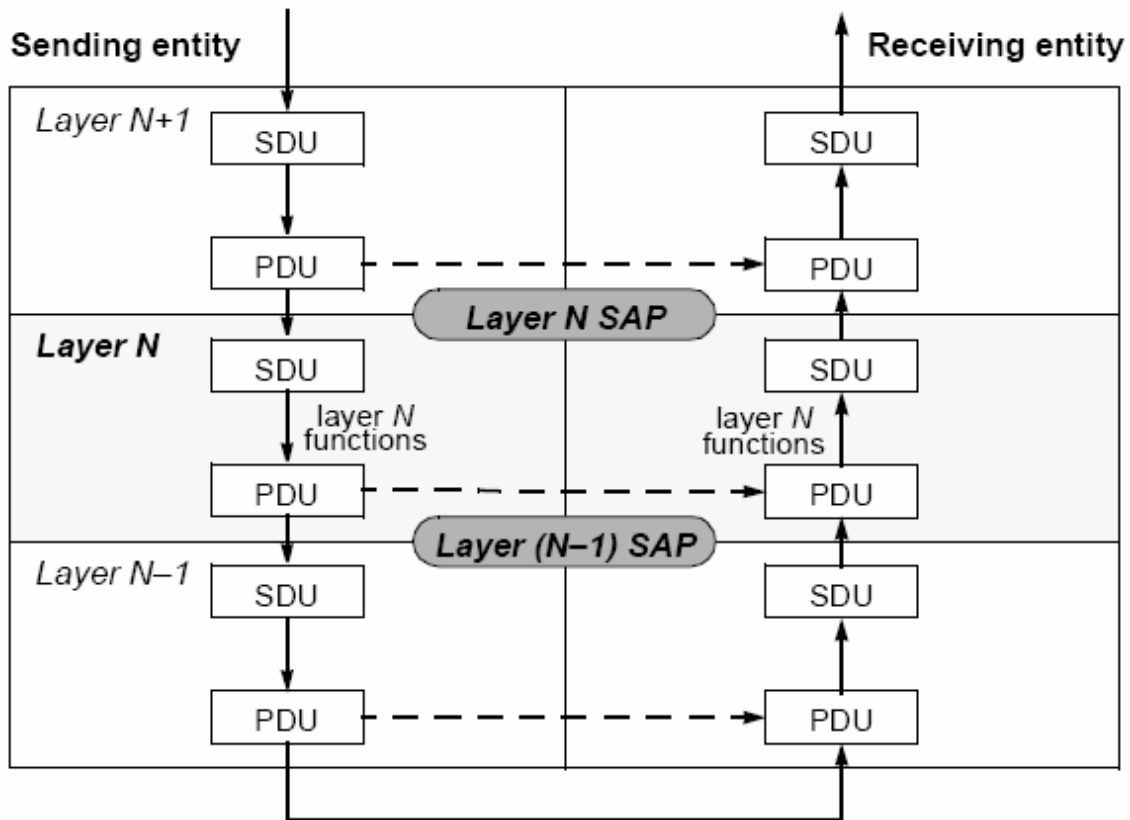 Sending entity
Receiving entity
Layer N+1
SDU
SDU
PDU
PDU
Layer N SAP
Layer N
SDU
SDU
layer N
functions
layer N
functions
PDU
PDU
Layer (N–1) SAP
Layer N–1
SDU
SDU
PDU
PDU